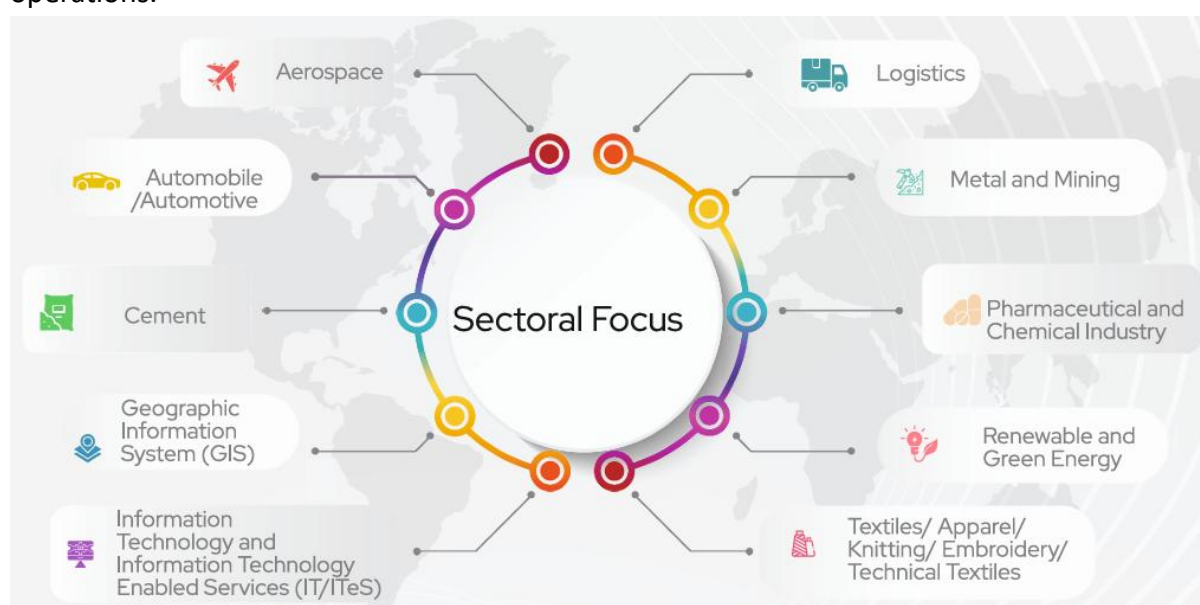 operations.
Aerospace
Automobile
/Automotive
Cement
Geographic
Information
System (GIS)
Information
Technology and
Information Technology
Enabled Services (IT/ITeS)
Sectoral Focus
Logistics
Metal and Mining
Pharmaceutical and
Chemical Industry
Renewable and
Green Energy
Textiles/ Apparel/
Knitting/ Embroidery/
Technical Textiles